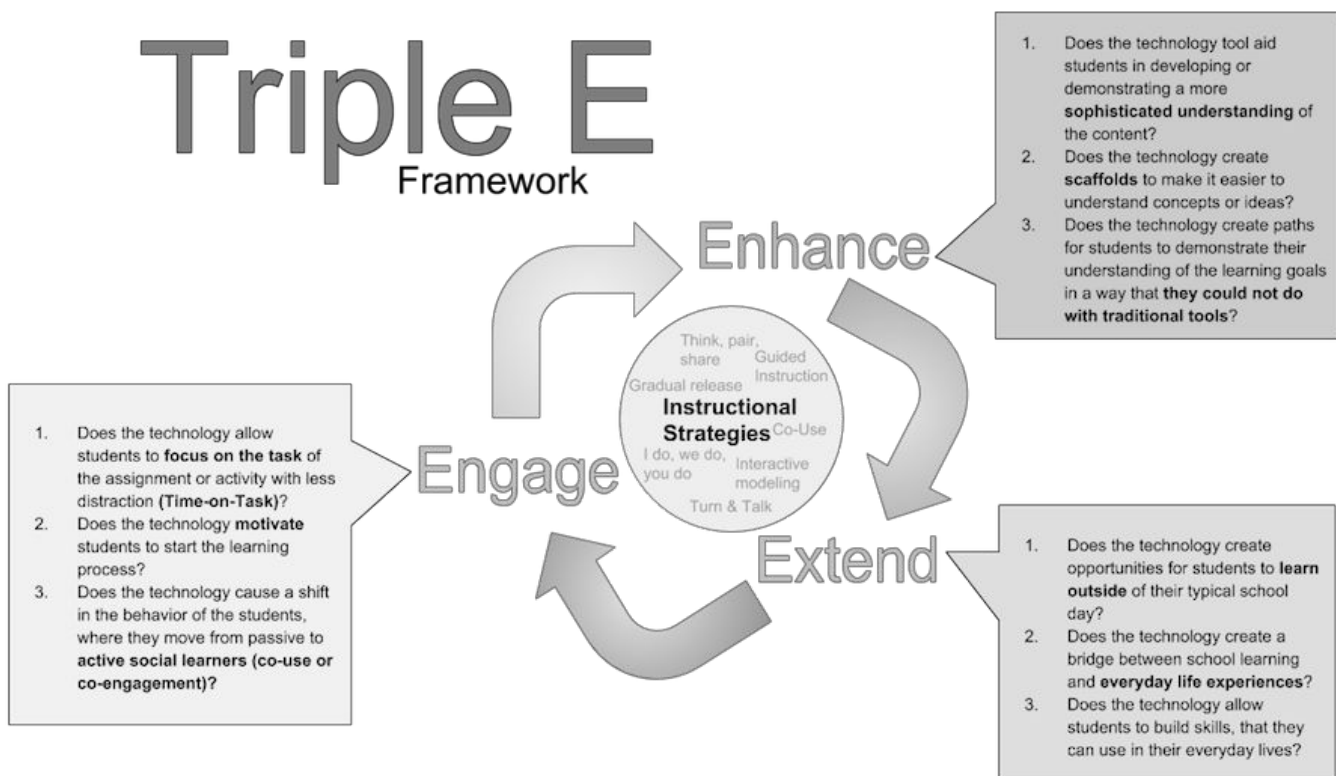 Triple E
Framework
Enhance
1. Does the technology tool aid
students in developing or
demonstrating a more
sophisticated understanding of
the content?
2. Does the technology create
scaffolds to make it easier to
understand concepts or ideas?
3. Does the technology create paths
for students to demonstrate their
understanding of the learning goals
in a way that they could not do
with traditional tools?
Think, pair,
share
Guided
Instruction
Gradual release
Instructional
Strategies
Co-Use
I do, we do,
you do
Interactive
modeling
Turn & Talk
Engage
1. Does the technology allow
students to focus on the task of
the assignment or activity with less
distraction (Time-on-Task)?
2. Does the technology motivate
students to start the learning
process?
3. Does the technology cause a shift
in the behavior of the students,
where they move from passive to
active social learners (co-use or
co-engagement)?
Extend
1. Does the technology create
opportunities for students to learn
outside of their typical school
day?
2. Does the technology create a
bridge between school learning
and everyday life experiences?
3. Does the technology allow
students to build skills, that they
can use in their everyday lives?